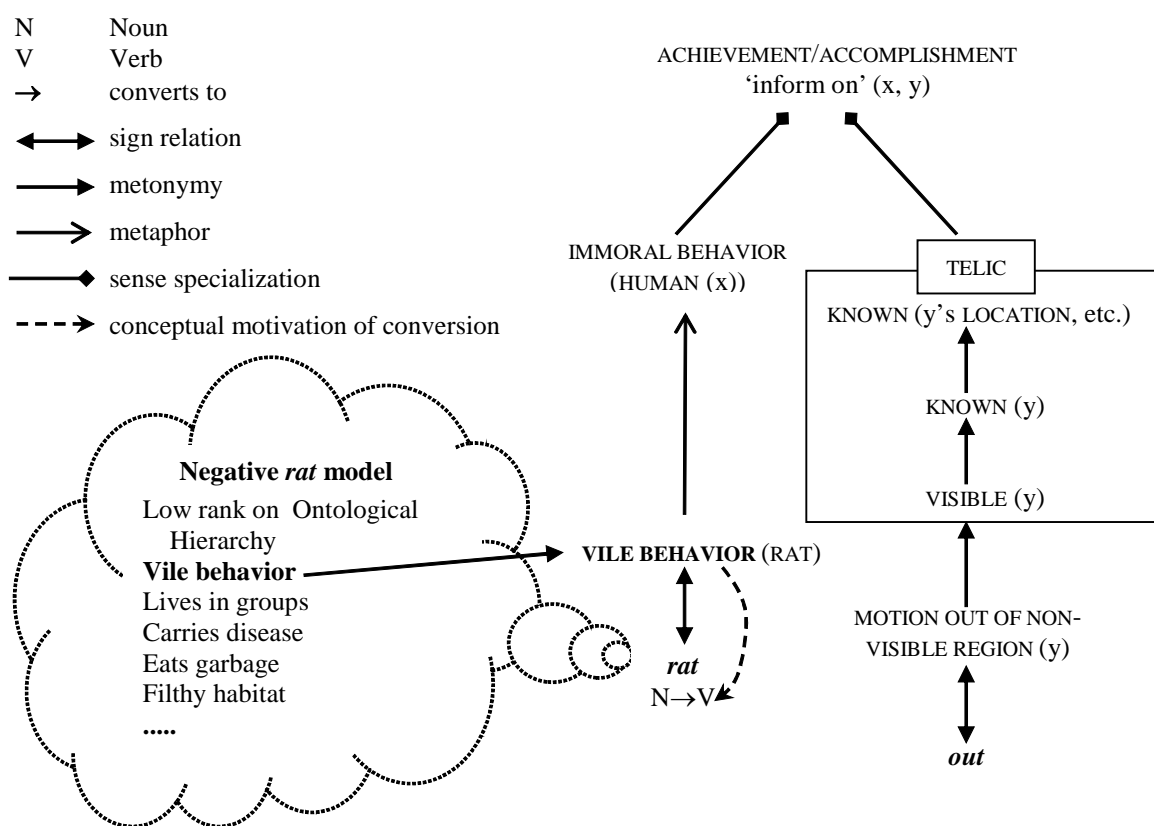 N Noun
V Verb
→ converts to
sign relation
metonymy
metaphor
sense specialization
conceptual motivation of conversion
ACHIEVEMENT/ACCOMPLISHMENT
‘inform on’ (x, y)
IMMORAL BEHAVIOR
(HUMAN (x))
TELIC
KNOWN (y’s LOCATION, etc.)
KNOWN (y)
VISIBLE (y)
Negative rat model
Low rank on Ontological
Hierarchy
Vile behavior
Lives in groups
Carries disease
Eats garbage
Filthy habitat
.....
VILE BEHAVIOR (RAT)
rat
N→V
MOTION OUT OF NON-
VISIBLE REGION (y)
out